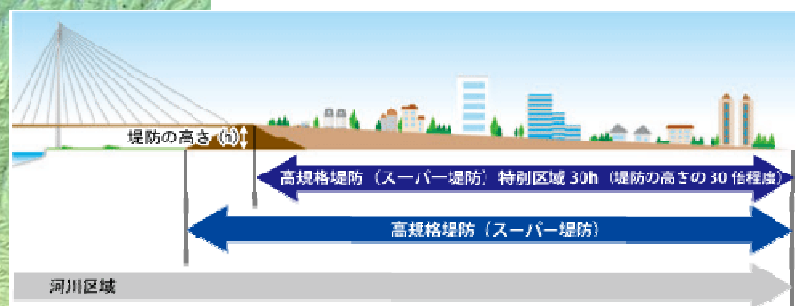 堤防の高さ（h）
高規格堤防（スーパー堤防）特別区域 30h（堤防の高さの 30 倍程度）
高規格堤防（スーパー堤防）
河川区域